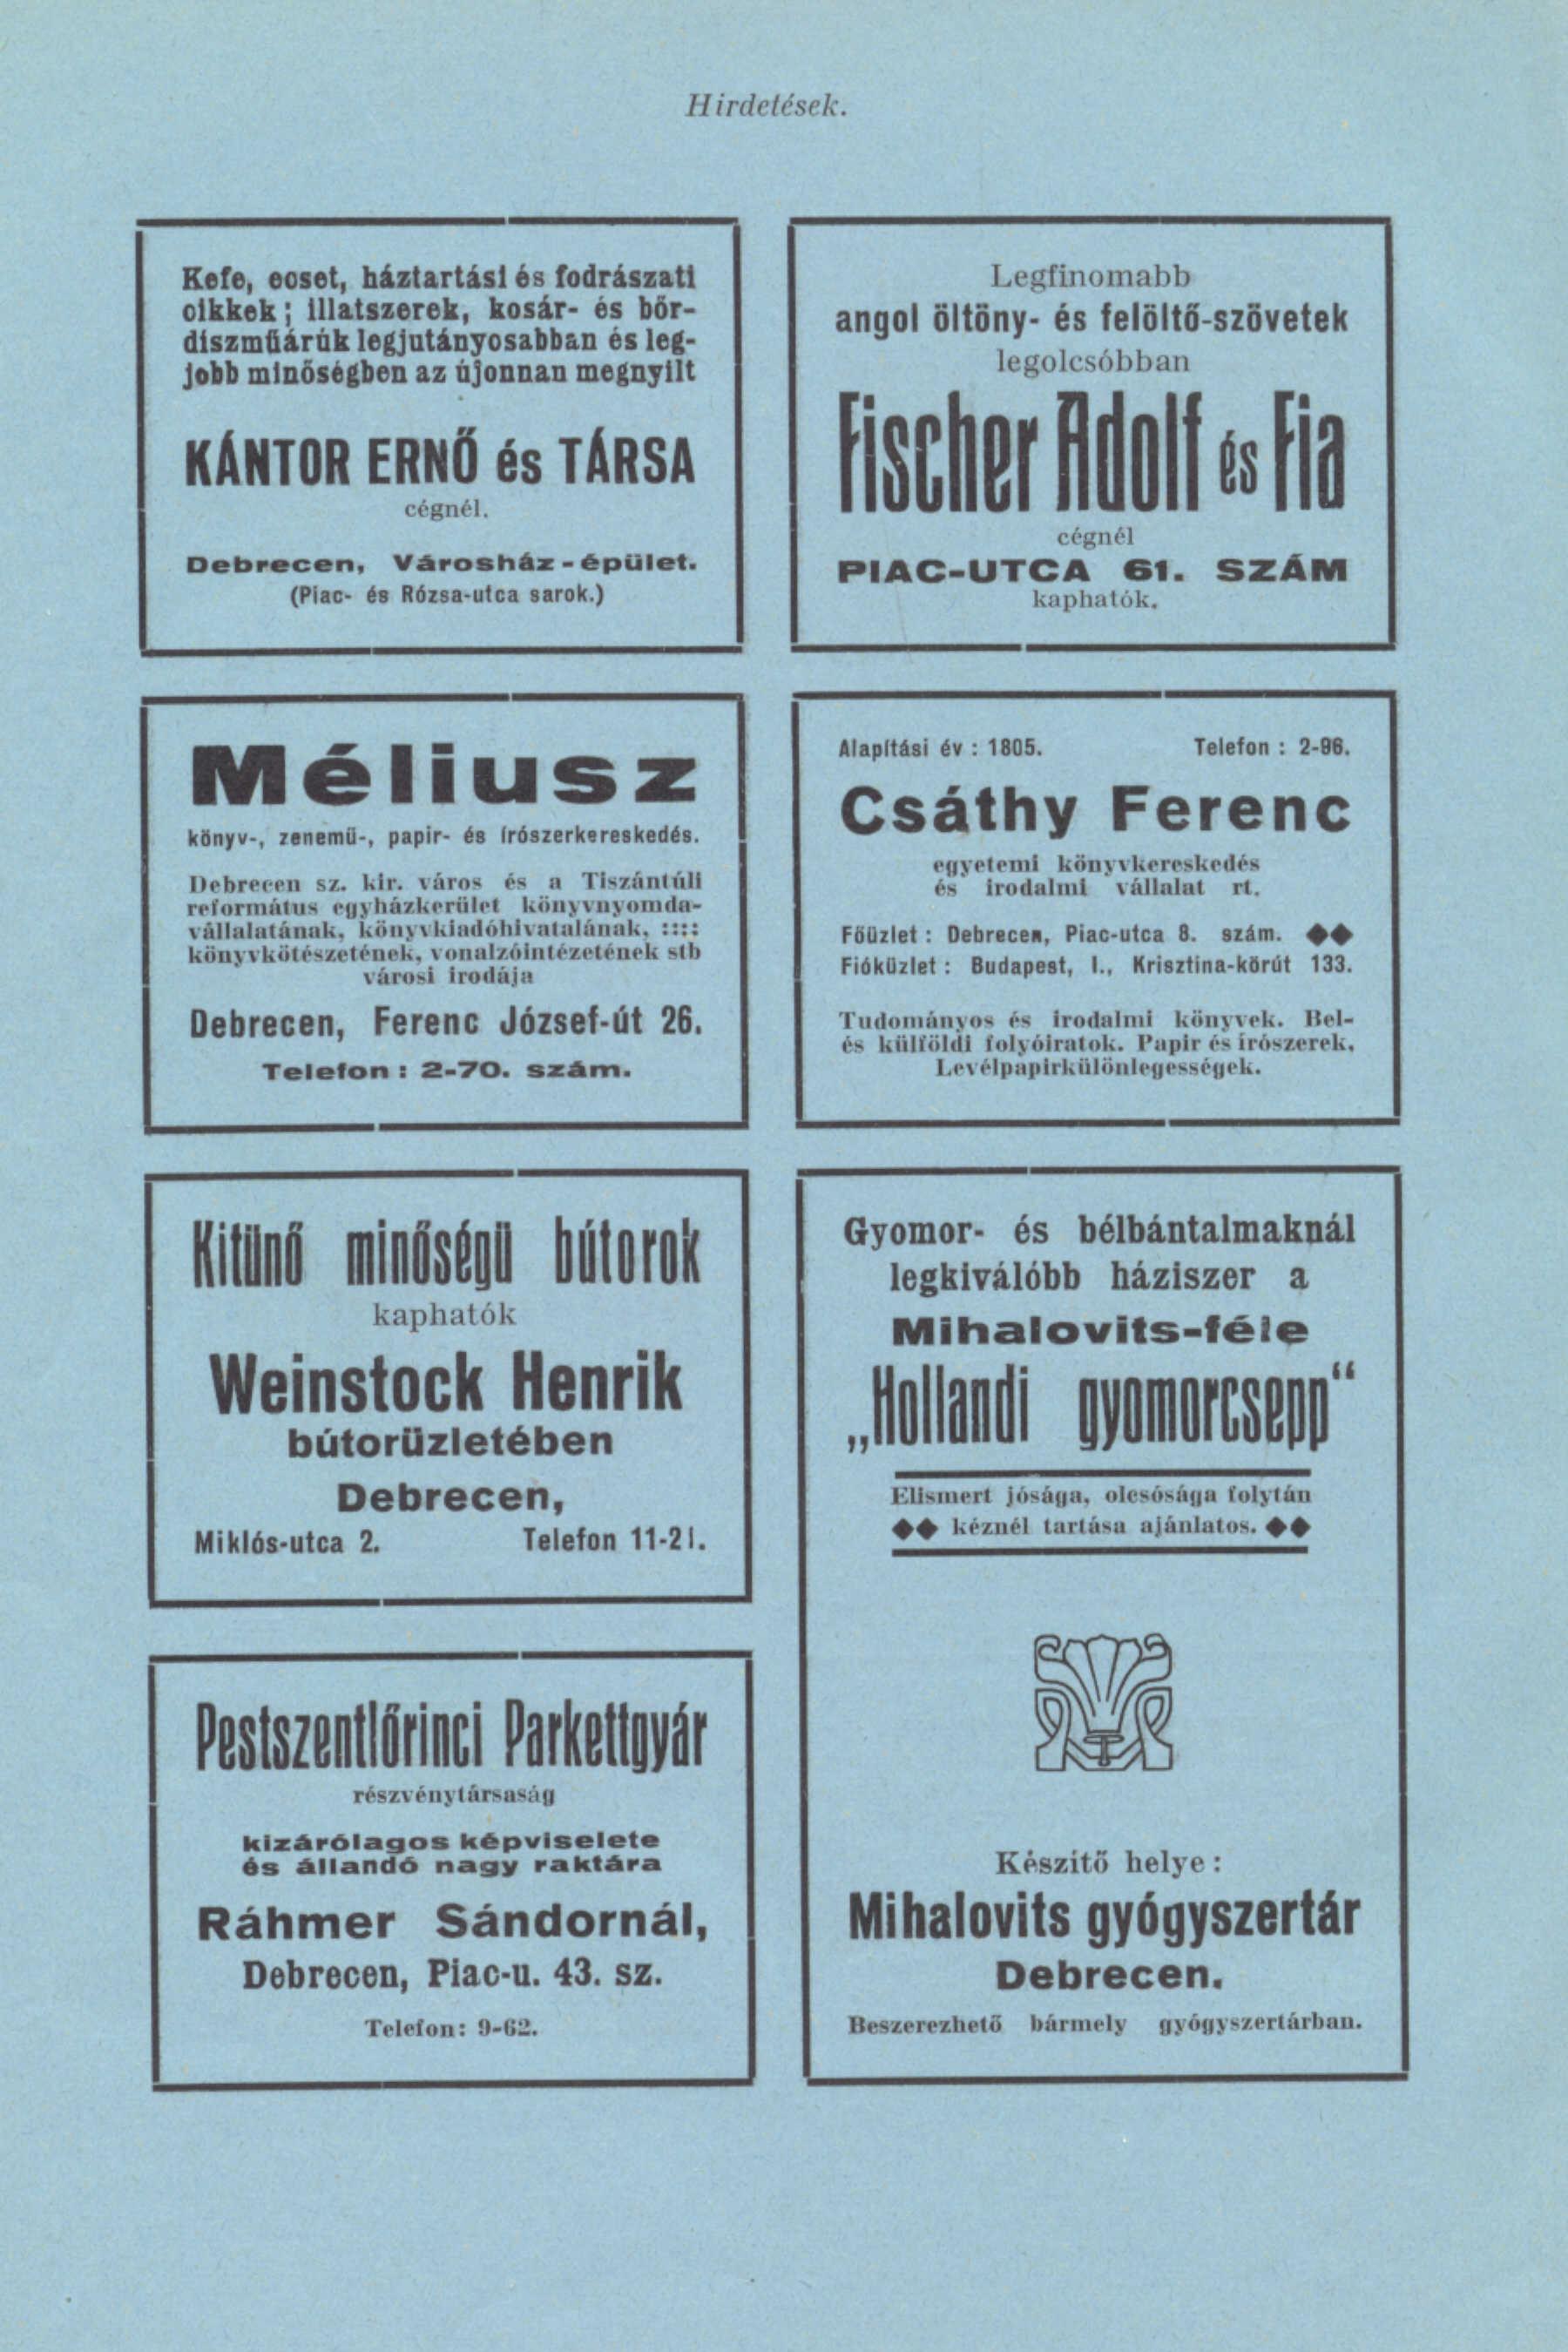 Hirdetések.
Kefe, ecset, háztartási és fodrászati
cikkek; illatszerek, kosár- és bőr-
díszműárúk legjutányosabban és leg-
jobb minőségben az újonnan megnyilt
KÁNTOR ERNŐ és TÁRSA
cégnél.
Debrecen, Városház-épület.
(Piac- és Rózsa-utca sarok.)
Legfinomabb
angol öltöny- és felöltő-szövetek
legolcsóbban
Fischer Adolf és Fia
cégnél
PIAC-UTCA 61. SZÁM
kaphatók.
Méliusz
könyv-, zenemű-, papir- és írószerkereskedés.
Debrecen sz. kir. város és a Tiszántúli
református egyházkerület könyvnyomda-
vállalatának, könyvkiadóhivatalának, ::::
könyvkötészetének, vonalzóintézetének stb
városi irodája
Debrecen, Ferenc József-út 26.
Telefon: 2-70. szám.
Alapítási év : 1805. Telefon : 2-96.
Csáthy Ferenc
egyetemi könyvkereskedés
és irodalmi vállalat rt.
Főüzlet : Debrecen, Piac-utca 8. szám. ◆◆
Fióküzlet : Budapest, I., Krisztina-körút 133.
Tudományos és irodalmi könyvek. Bel-
és külföldi folyóiratok. Papir és írószerek,
Levélpapirkülönlegességek.
Kitünő minőségü bútorok
kaphatók
Weinstock Henrik
bútorüzletében
Debrecen,
Miklós-utca 2. Telefon 11-21.
Gyomor- és bélbántalmaknál
legkiválóbb háziszer a
Mihalovits-féle
„Hollandi gyomorcsepp“
Elismert jósága, olcsósága folytán
◆◆ kéznél tartása ajánlatos. ◆◆
Készítő helye:
Mihalovits gyógyszertár
Debrecen.
Beszerezhető bármely gyógyszertárban.
Pestszentlőrinci Parkettgyár
részvénytársaság
kizárólagos képviselete
és állandó nagy raktára
Ráhmer Sándornál,
Debrecen, Piac-u. 43. sz.
Telefon: 9-62.